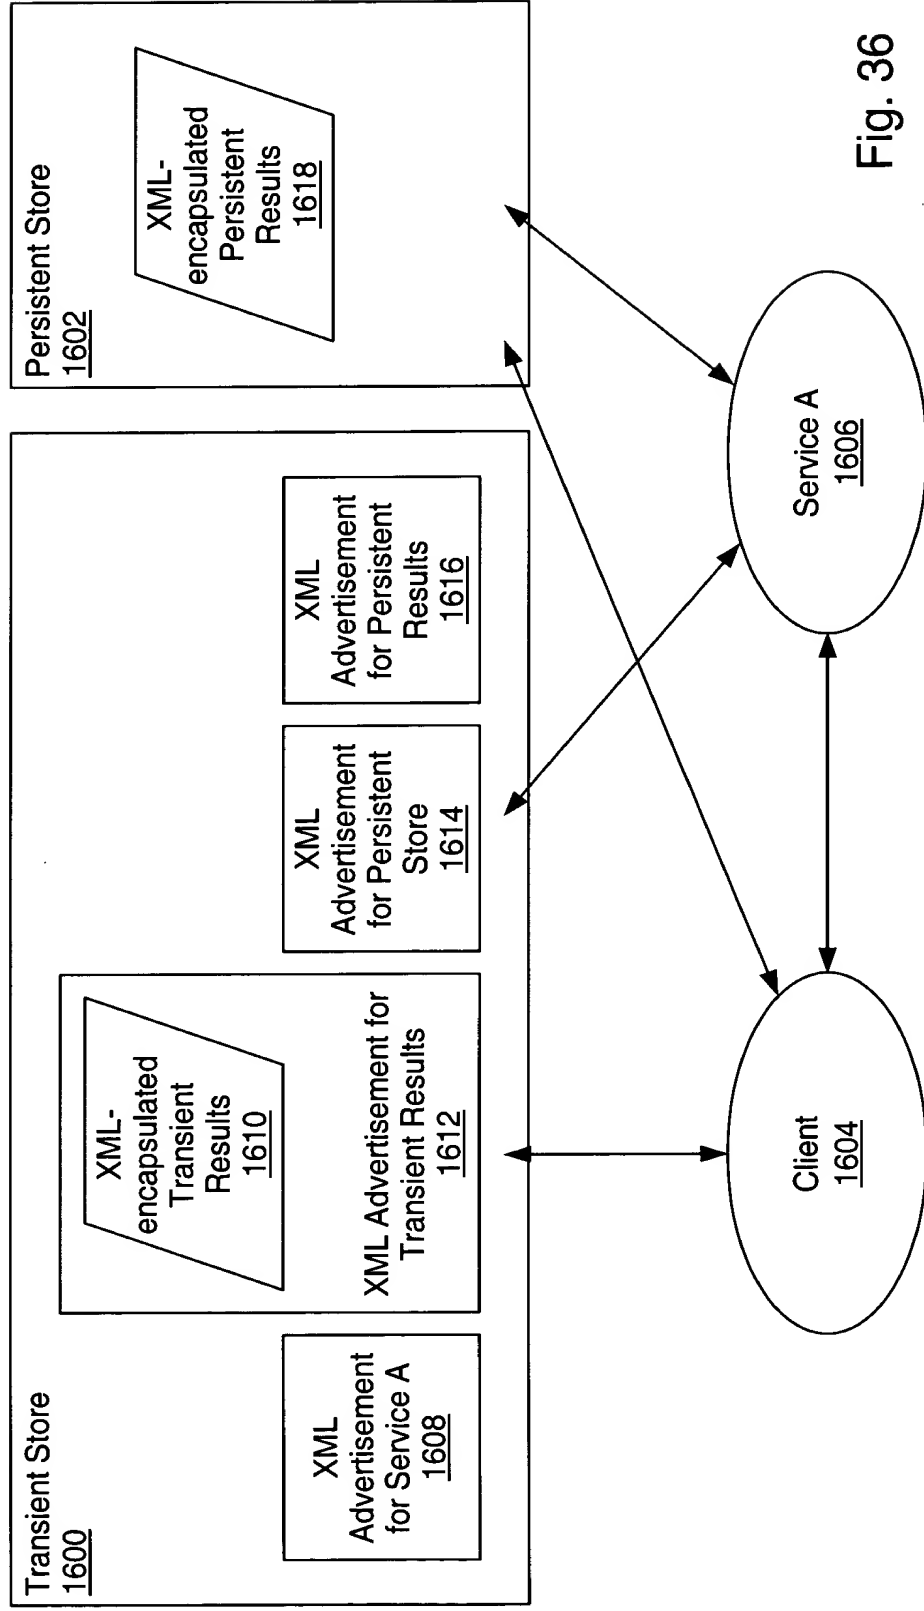 Transient Store
1600
XML
Advertisement
for Service A
1608
XML-
encapsulated
Transient
Results
1610
XML Advertisement for
Transient Results
1612
XML
Advertisement
for Persistent
Store
1614
XML
Advertisement
for Persistent
Results
1616
Persistent Store
1602
XML-
encapsulated
Persistent
Results
1618
Client
1604
Service A
1606
Fig. 36